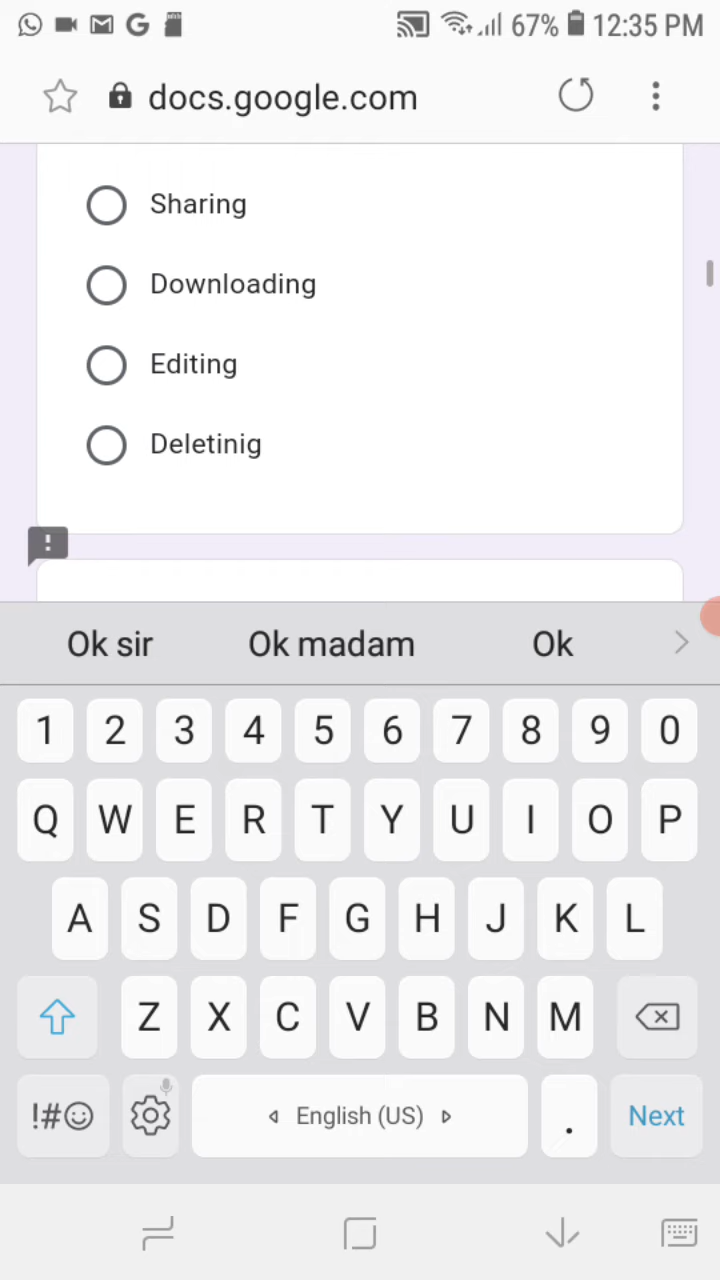 67% 12:35 PM
docs.google.com
Sharing
Downloading
Editing
Deletinig
Ok sir Ok madam Ok
1 2 3 4 5 6 7 8 9 0
Q W E R T Y U I O P
A S D F G H J K L
Z X C V B N M
!#☺ English (US) . Next